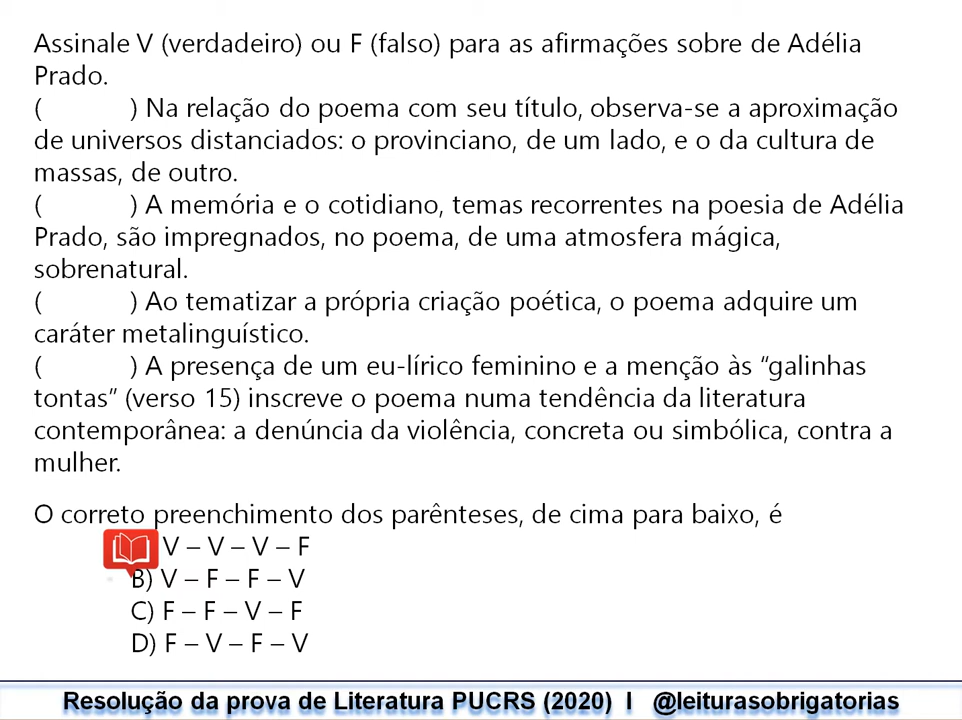 Assinale V (verdadeiro) ou F (falso) para as afirmações sobre de Adélia
Prado.
( ) Na relação do poema com seu título, observa-se a aproximação
de universos distanciados: o provinciano, de um lado, e o da cultura de
massas, de outro.
( ) A memória e o cotidiano, temas recorrentes na poesia de Adélia
Prado, são impregnados, no poema, de uma atmosfera mágica,
sobrenatural.
( ) Ao tematizar a própria criação poética, o poema adquire um
caráter metalinguístico.
( ) A presença de um eu-lírico feminino e a menção às “galinhas
tontas” (verso 15) inscreve o poema numa tendência da literatura
contemporânea: a denúncia da violência, concreta ou simbólica, contra a
mulher.
O correto preenchimento dos parênteses, de cima para baixo, é
V – V – V – F
B) V – F – F – V
C) F – F – V – F
D) F – V – F – V
Resolução da prova de Literatura PUCRS (2020) I @leiturasobrigatorias